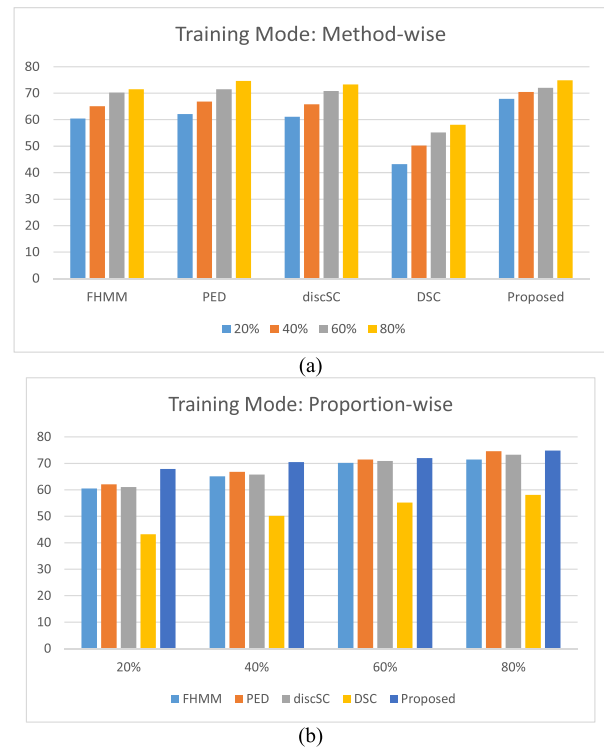 Training Mode: Method-wise
80
70
60
50
40
30
20
10
0
FHMM PED discSC DSC Proposed
20% 40% 60% 80%
(a)
Training Mode: Proportion-wise
80
70
60
50
40
30
20
10
0
20% 40% 60% 80%
FHMM PED discSC DSC Proposed
(b)